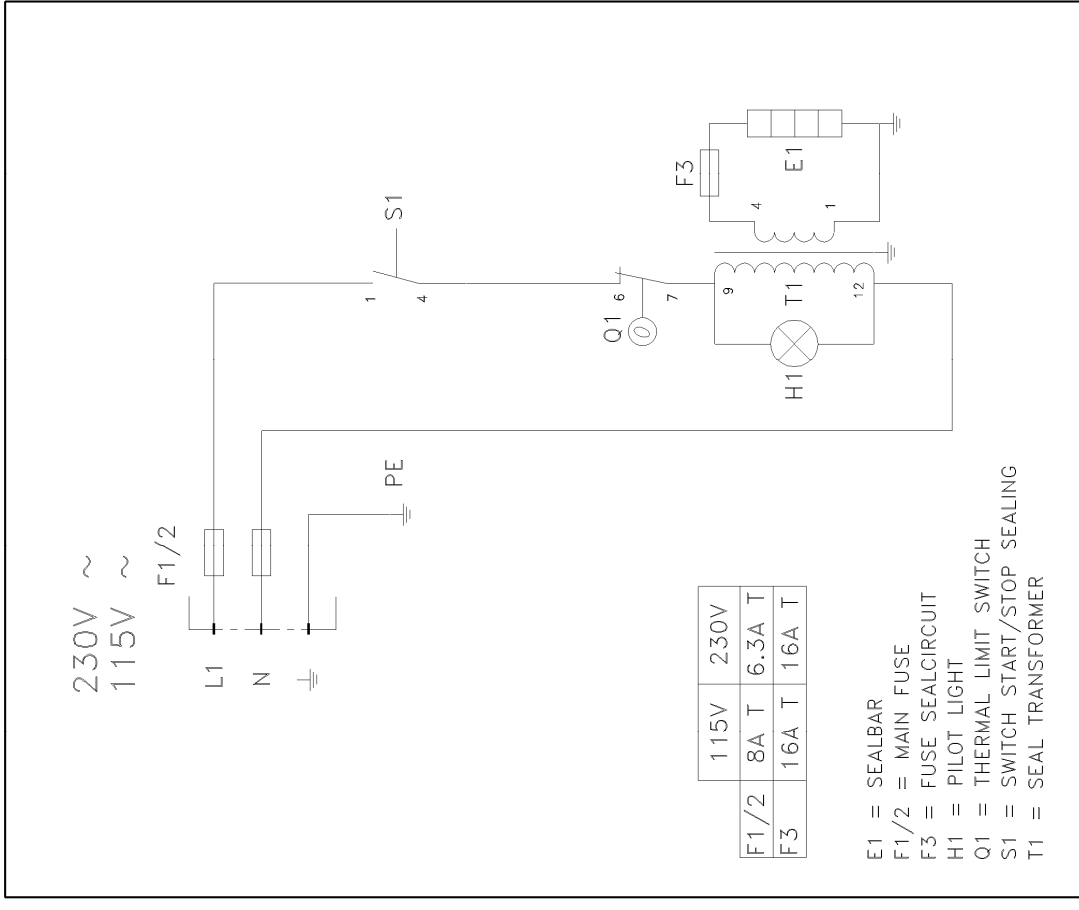 230V ~
115V ~
F1/2
L1
N
PE
S1
1
4
Q1
6
7
9
12
T1
H1
F3
4
1
E1
115V 230V
F1/2 8A T 6.3A T
F3 16A T 16A T
E1 = SEALBAR
F1/2 = MAIN FUSE
F3 = FUSE SEALCIRCUIT
H1 = PILOT LIGHT
Q1 = THERMAL LIMIT SWITCH
S1 = SWITCH START/STOP SEALING
T1 = SEAL TRANSFORMER